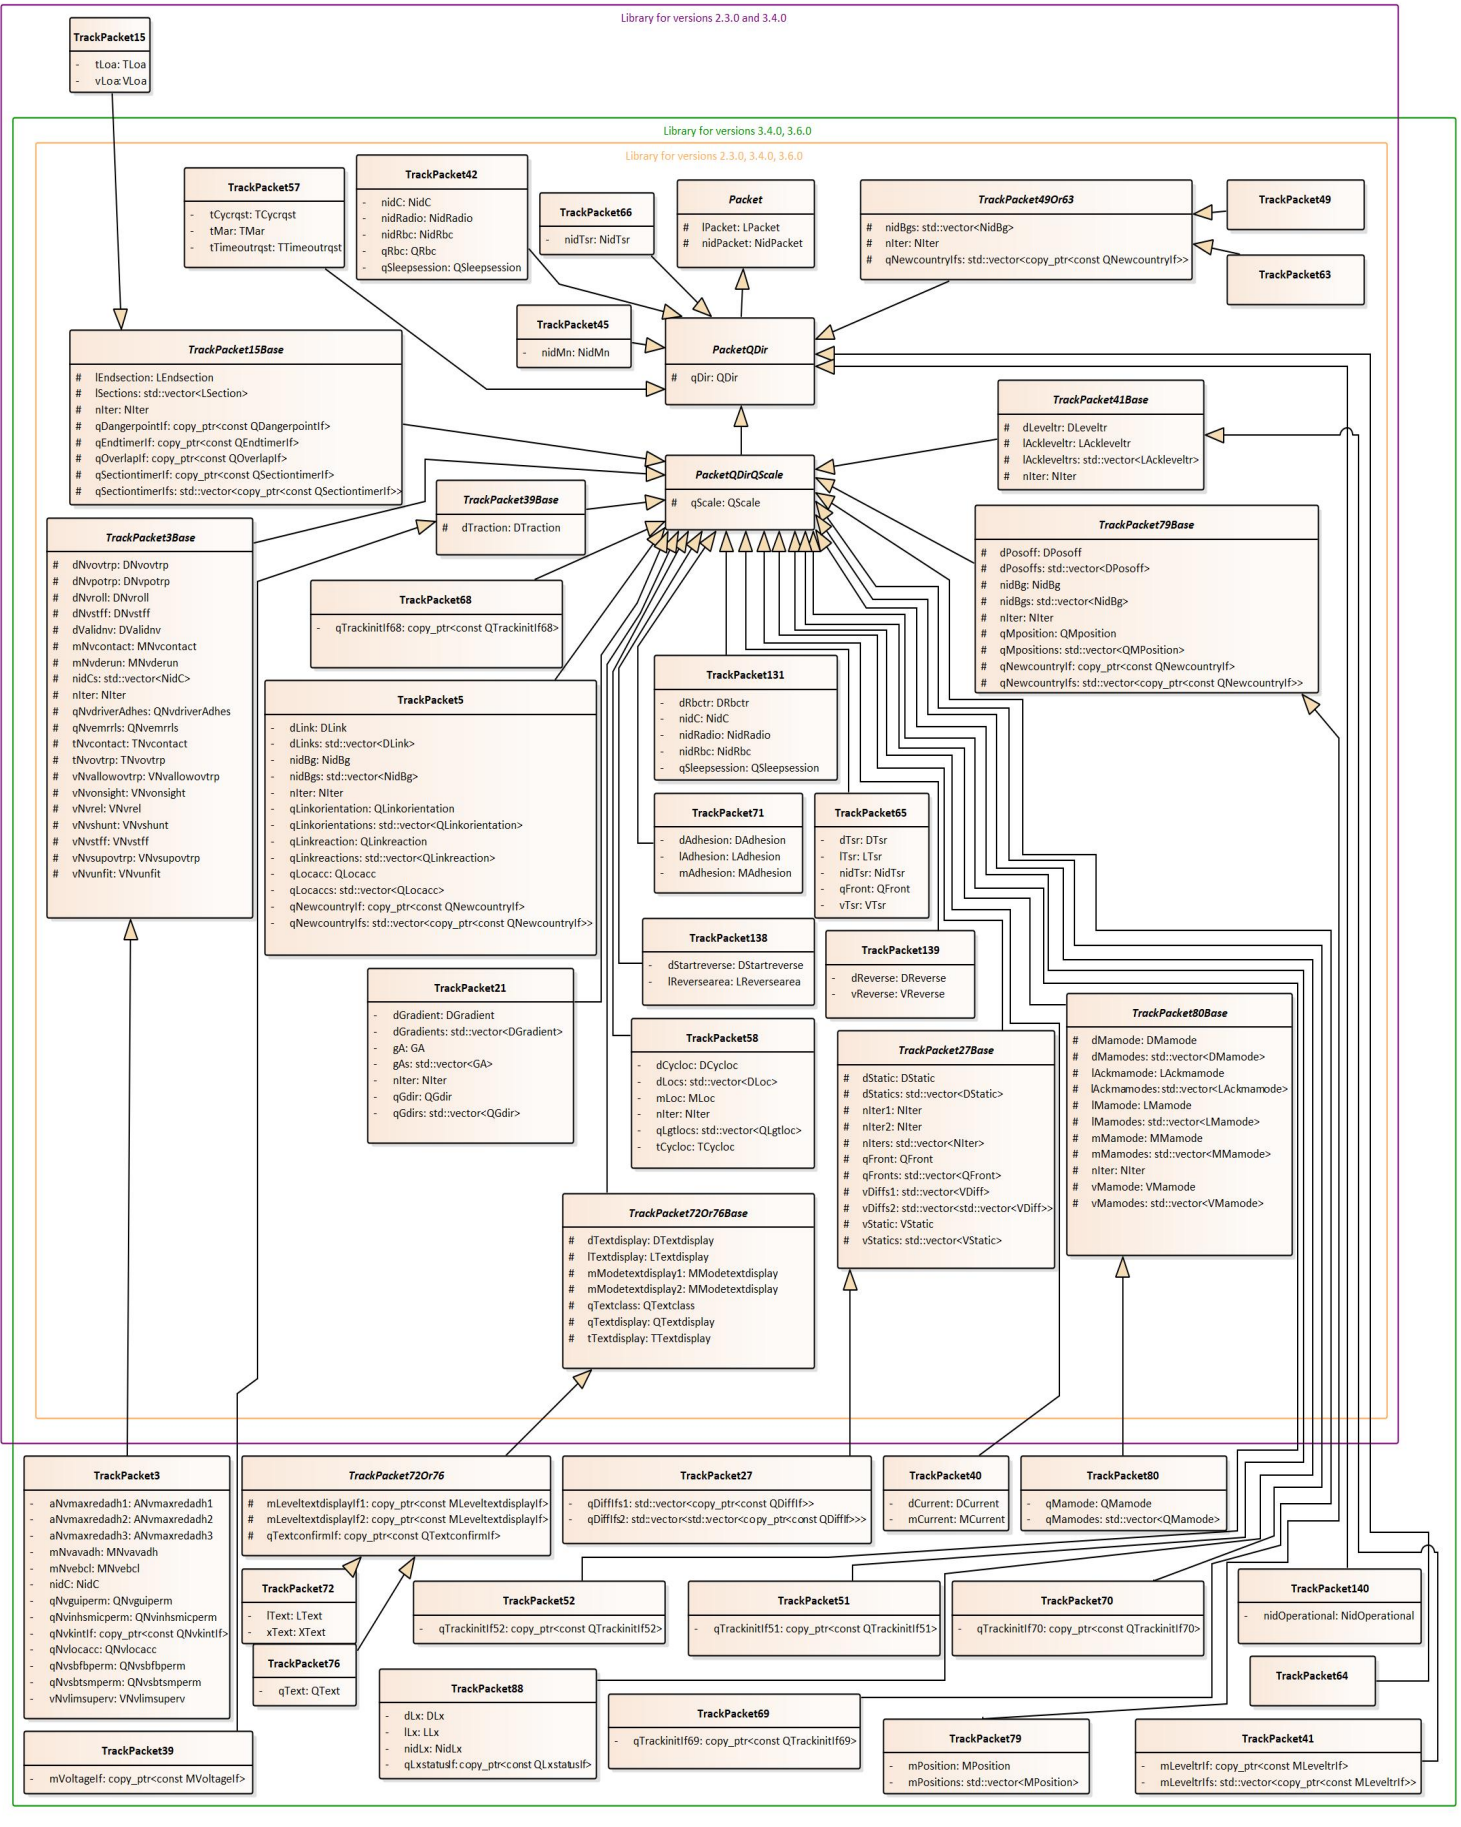 Library for versions 2.3.0 and 3.4.0
TrackPacket15
- tLoa: TLoa
- vLoa: VLoa
Library for versions 3.4.0, 3.6.0
Library for versions 2.3.0, 3.4.0, 3.6.0
TrackPacket57
- tCycrqst: TCycrqst
- tMar: TMar
- tTimeoutrqst: TTimeoutrqst
TrackPacket42
- nidC: NidC
- nidRadio: NidRadio
- nidRbc: NidRbc
- qRbc: QRbc
- qSleepsession: QSleepsession
TrackPacket66
- nidTsr: NidTsr
Packet
# lPacket: LPacket
# nidPacket: NidPacket
TrackPacket49Or63
# nidBgs: std::vector<NidBg>
# nIter: NIter
# qNewcountryIfs: std::vector<copy_ptr<const QNewcountryIf>>
TrackPacket49
TrackPacket63
TrackPacket45
- nidMn: NidMn
PacketQDir
# qDir: QDir
TrackPacket15Base
# lEndsection: LEndsection
# lSections: std::vector<LSection>
# nIter: NIter
# qDangerpointIf: copy_ptr<const QDangerpointIf>
# qEndtimerIf: copy_ptr<const QEndtimerIf>
# qOverlapIf: copy_ptr<const QOverlapIf>
# qSectiontimerIf: copy_ptr<const QSectiontimerIf>
# qSectiontimerIfs: std::vector<copy_ptr<const QSectiontimerIf>>
TrackPacket41Base
# dLeveltr: DLeveltr
# lAckleveltr: LAckleveltr
# lAckleveltrs: std::vector<LAckleveltr>
# nIter: NIter
PacketQDirQScale
# qScale: QScale
TrackPacket39Base
# dTraction: DTraction
TrackPacket3Base
# dNvovtrp: DNvovtrp
# dNvpotrp: DNvpotrp
# dNvroll: DNvroll
# dNvstff: DNvstff
# dValidnv: DValidnv
# mNvcontact: MNvcontact
# mNvderun: MNvderun
# nidCs: std::vector<NidC>
# nIter: NIter
# qNvdriverAdhes: QNvdriverAdhes
# qNvemrrls: QNvemrrls
# tNvcontact: TNvcontact
# tNvovtrp: TNvovtrp
# vNvallowovtrp: VNvallowovtrp
# vNvonsight: VNvonsight
# vNvrel: VNvrel
# vNvshunt: VNvshunt
# vNvstff: VNvstff
# vNvsupovtrp: VNvsupovtrp
# vNvunfit: VNvunfit
TrackPacket79Base
# dPosoff: DPosoff
# dPosoffs: std::vector<DPosoff>
# nidBg: NidBg
# nidBgs: std::vector<NidBg>
# nIter: NIter
# qMposition: QMposition
# qMpositions: std::vector<QMPosition>
# qNewcountryIf: copy_ptr<const QNewcountryIf>
# qNewcountryIfs: std::vector<copy_ptr<const QNewcountryIf>>
TrackPacket68
- qTrackinitIf68: copy_ptr<const QTrackinitIf68>
TrackPacket5
- dLink: DLink
- dLinks: std::vector<DLink>
- nidBg: NidBg
- nidBgs: std::vector<NidBg>
- nIter: NIter
- qLinkorientation: QLinkorientation
- qLinkorientations: std::vector<QLinkorientation>
- qLinkreaction: QLinkreaction
- qLinkreactions: std::vector<QLinkreaction>
- qLocacc: QLocacc
- qLocaccs: std::vector<QLocacc>
- qNewcountryIf: copy_ptr<const QNewcountryIf>
- qNewcountryIfs: std::vector<copy_ptr<const QNewcountryIf>>
TrackPacket131
- dRbctr: DRbctr
- nidC: NidC
- nidRadio: NidRadio
- nidRbc: NidRbc
- qSleepsession: QSleepsession
TrackPacket71
- dAdhesion: DAdhesion
- lAdhesion: LAdhesion
- mAdhesion: MAdhesion
TrackPacket65
- dTsr: DTsr
- lTsr: LTsr
- nidTsr: NidTsr
- qFront: QFront
- vTsr: VTsr
TrackPacket138
- dStartreverse: DStartreverse
- lReversearea: LReversearea
TrackPacket139
- dReverse: DReverse
- vReverse: VReverse
TrackPacket21
- dGradient: DGradient
- dGradients: std::vector<DGradient>
- gA: GA
- gAs: std::vector<GA>
- nIter: NIter
- qGdir: QGdir
- qGdirs: std::vector<QGdir>
TrackPacket58
- dCycloc: DCycloc
- dLocs: std::vector<DLoc>
- mLoc: MLoc
- nIter: NIter
- qLgtlocs: std::vector<QLgtloc>
- tCycloc: TCycloc
TrackPacket27Base
# dStatic: DStatic
# dStatics: std::vector<DStatic>
# nIter1: NIter
# nIter2: NIter
# nIters: std::vector<NIter>
# qFront: QFront
# qFronts: std::vector<QFront>
# vDiffs1: std::vector<VDiff>
# vDiffs2: std::vector<std::vector<VDiff>>
# vStatic: VStatic
# vStatics: std::vector<VStatic>
TrackPacket80Base
# dMamode: DMamode
# dMamodes: std::vector<DMamode>
# lAckmamode: LAckmamode
# lAckmamodes: std::vector<LAckmamode>
# lMamode: LMamode
# lMamodes: std::vector<LMamode>
# mMamode: MMamode
# mMamodes: std::vector<MMamode>
# nIter: NIter
# vMamode: VMamode
# vMamodes: std::vector<VMamode>
TrackPacket72Or76Base
# dTextdisplay: DTextdisplay
# lTextdisplay: LTextdisplay
# mModetextdisplay1: MModetextdisplay
# mModetextdisplay2: MModetextdisplay
# qTextclass: QTextclass
# qTextdisplay: QTextdisplay
# tTextdisplay: TTextdisplay
TrackPacket3
- aNvmaxredadh1: ANvmaxredadh1
- aNvmaxredadh2: ANvmaxredadh2
- aNvmaxredadh3: ANvmaxredadh3
- mNvavadh: MNvavadh
- mNvebcl: MNvebcl
- nidC: NidC
- qNvguiperm: QNvguiperm
- qNvinhsmicperm: QNvinhsmicperm
- qNvkintIf: copy_ptr<const QNvkintIf>
- qNvlocacc: QNvlocacc
- qNvsbfbperm: QNvsbfbperm
- qNvsbtsmperm: QNvsbtsmperm
- vNvlimsuperv: VNvlimsuperv
TrackPacket72Or76
# mLeveltextdisplayIf1: copy_ptr<const MLeveltextdisplayIf>
# mLeveltextdisplayIf2: copy_ptr<const MLeveltextdisplayIf>
# qTextconfirmIf: copy_ptr<const QTextconfirmIf>
TrackPacket27
- qDiffIfs1: std::vector<copy_ptr<const QDiffIf>>
- qDiffIfs2: std::vector<std::vector<copy_ptr<const QDiffIf>>>
TrackPacket40
- dCurrent: DCurrent
- mCurrent: MCurrent
TrackPacket80
- qMamode: QMamode
- qMamodes: std::vector<QMamode>
TrackPacket72
- lText: LText
- xText: XText
TrackPacket52
- qTrackinitIf52: copy_ptr<const QTrackinitIf52>
TrackPacket51
- qTrackinitIf51: copy_ptr<const QTrackinitIf51>
TrackPacket70
- qTrackinitIf70: copy_ptr<const QTrackinitIf70>
TrackPacket140
- nidOperational: NidOperational
TrackPacket76
- qText: QText
TrackPacket64
TrackPacket88
- dLx: DLx
- lLx: LLx
- nidLx: NidLx
- qLxstatusIf: copy_ptr<const QLxstatusIf>
TrackPacket69
- qTrackinitIf69: copy_ptr<const QTrackinitIf69>
TrackPacket39
- mVoltageIf: copy_ptr<const MVoltageIf>
TrackPacket79
- mPosition: MPosition
- mPositions: std::vector<MPosition>
TrackPacket41
- mLeveltrIf: copy_ptr<const MLeveltrIf>
- mLeveltrIfs: std::vector<copy_ptr<const MLeveltrIf>>